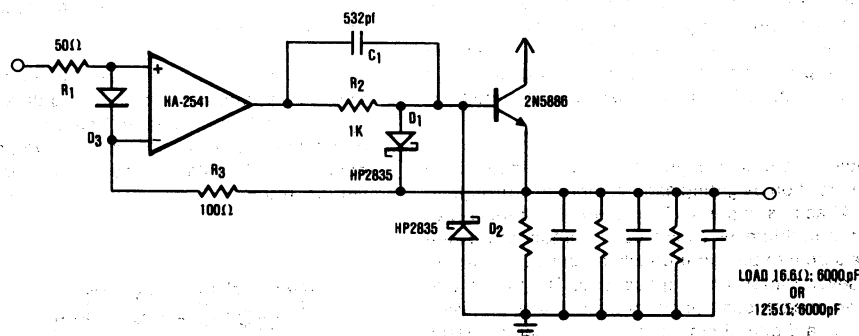 532pf
C1
50Ω
R1
+
HA-2541
−
D3
R2
1K
D1
HP2835
2N5886
R3
100Ω
HP2835
D2
LOAD 16.6Ω; 6000pF
OR
12.5Ω; 6000pF